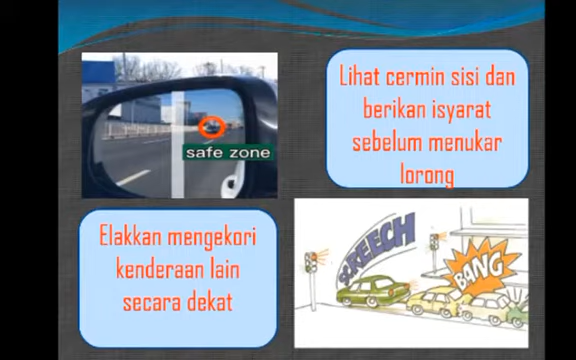 safe zone
Lihat cermin sisi dan
berikan isyarat
sebelum menukar
lorong
Elakkan mengekori
kenderaan lain
secara dekat
SCREECH
BANG